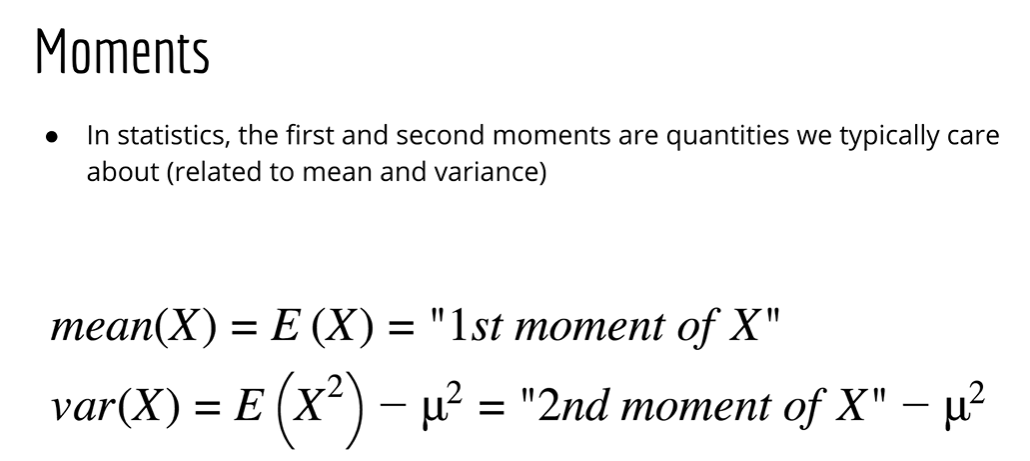 Moments
● In statistics, the first and second moments are quantities we typically care
about (related to mean and variance)
mean(X) = E (X) = "1st moment of X"
var(X) = E (X²) − μ² = "2nd moment of X" − μ²